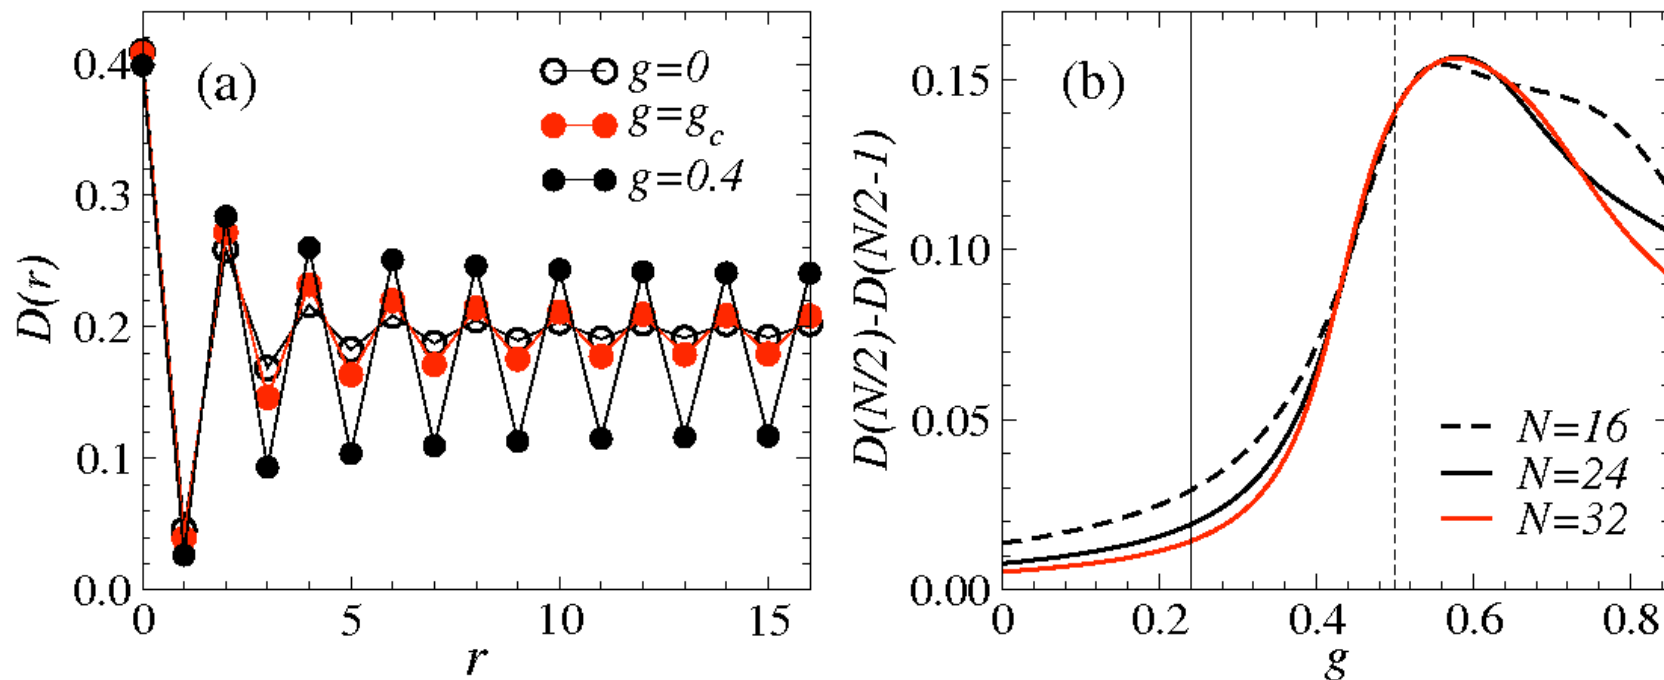 (a)
g=0
g=g_c
g=0.4
D(r)
0.4
0.3
0.2
0.1
0.0
0 5 10 15
r
(b)
D(N/2)-D(N/2-1)
0.15
0.10
0.05
0.00
N=16
N=24
N=32
0 0.2 0.4 0.6 0.8
g